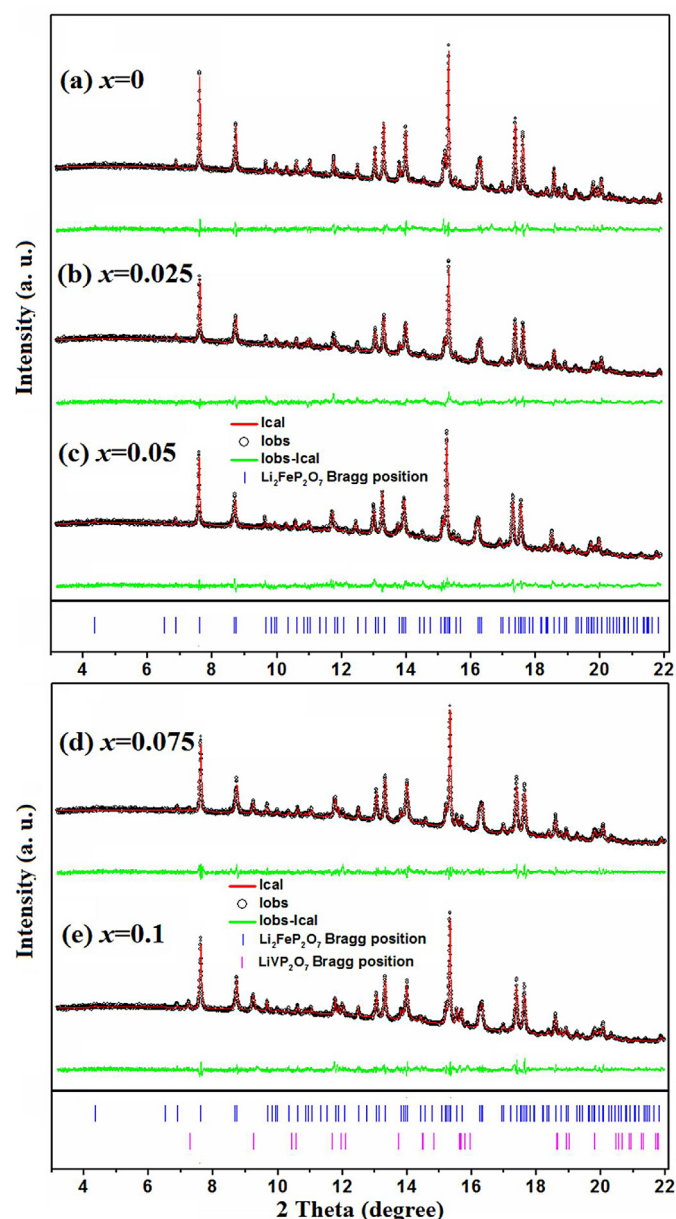 (a) x=0
(b) x=0.025
Ical
Iobs
Iobs-Ical
(c) x=0.05
Li₂FeP₂O₇ Bragg position
Intensity (a. u.)
4 6 8 10 12 14 16 18 20 22
(d) x=0.075
Ical
Iobs
Iobs-Ical
(e) x=0.1
Li₂FeP₂O₇ Bragg position
LiVP₂O₇ Bragg position
Intensity (a. u.)
4 6 8 10 12 14 16 18 20 22
2 Theta (degree)